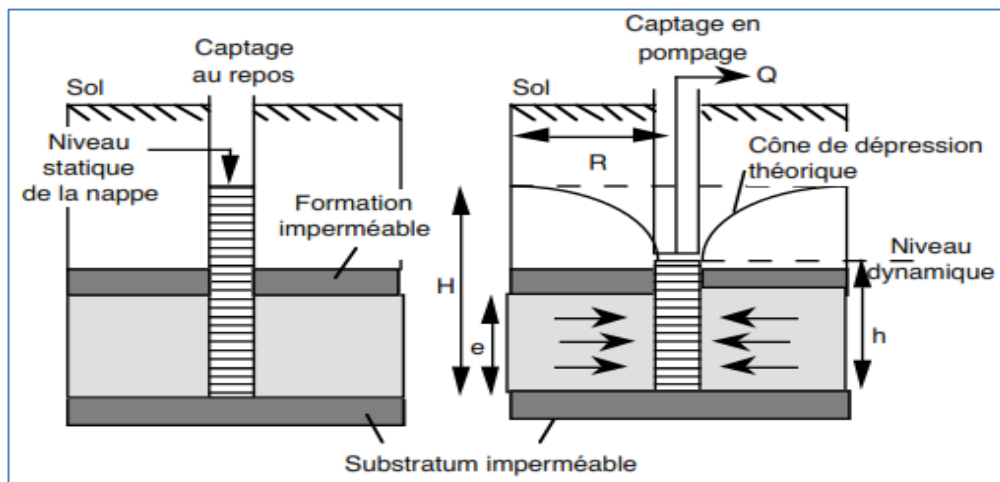 Captage
au repos
Sol
Niveau
statique
de la nappe
Formation
imperméable
Captage en
pompage
Q
Sol
R
Cône de dépression
théorique
Niveau
dynamique
H
e
h
Substratum imperméable